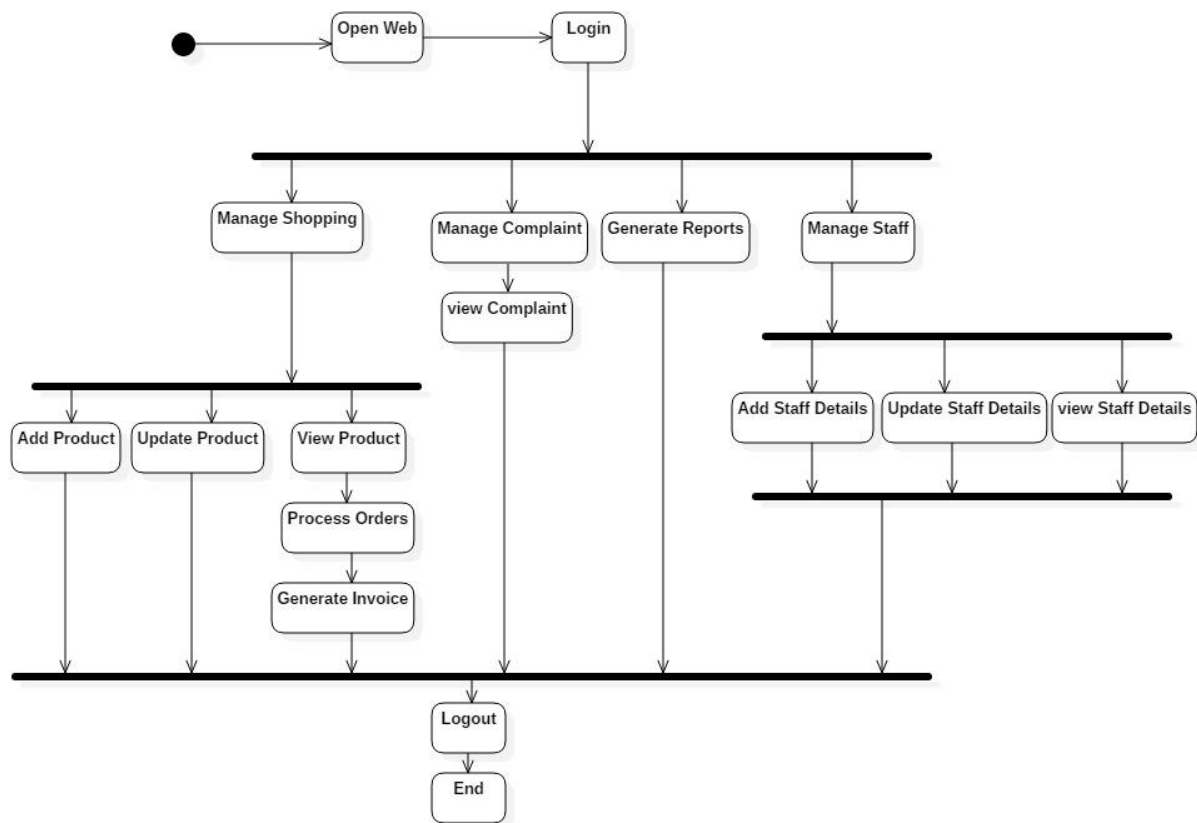 Open Web
Login
Manage Shopping
Manage Complaint
Generate Reports
Manage Staff
view Complaint
Add Staff Details
Update Staff Details
view Staff Details
Add Product
Update Product
View Product
Process Orders
Generate Invoice
Logout
End